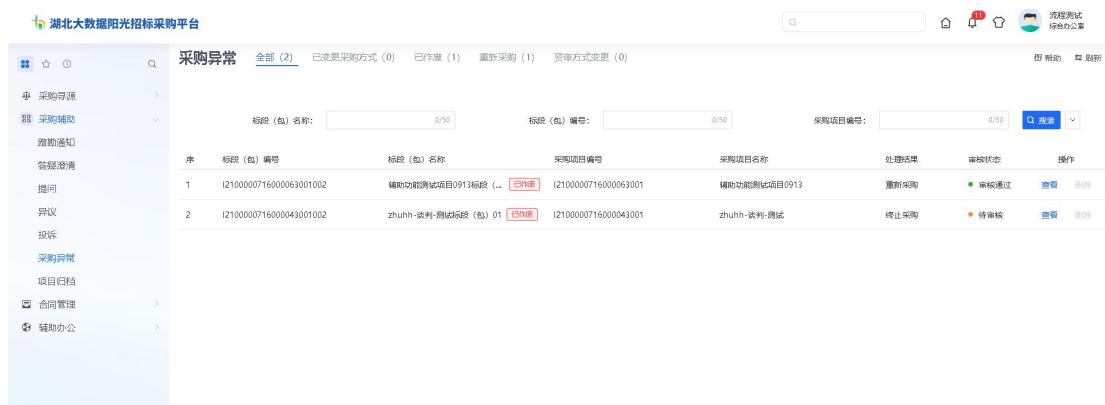 湖北大数据阳光招标采购平台
11
流程测试
综合办公室
采购异常 全部（2） 已变更采购方式（0） 已作废（1） 重新采购（1） 资审方式变更（0） 帮助 刷新
采购寻源
采购辅助
踏勘通知
答疑澄清
提问
异议
投诉
采购异常
项目归档
合同管理
辅助办公
标段（包）名称： 0/50 标段（包）编号： 0/50 采购项目编号： 0/50 搜索
序 标段（包）编号 标段（包）名称 采购项目编号 采购项目名称 处理结果 审核状态 操作
1 I2100000716000063001002 辅助功能测试项目0913标段（... 已作废 I2100000716000063001 辅助功能测试项目0913 重新采购 审核通过 查看 删除
2 I2100000716000043001002 zhuhh-谈判-测试标段（包）01 已作废 I2100000716000043001 zhuhh-谈判-测试 终止采购 待审核 查看 删除